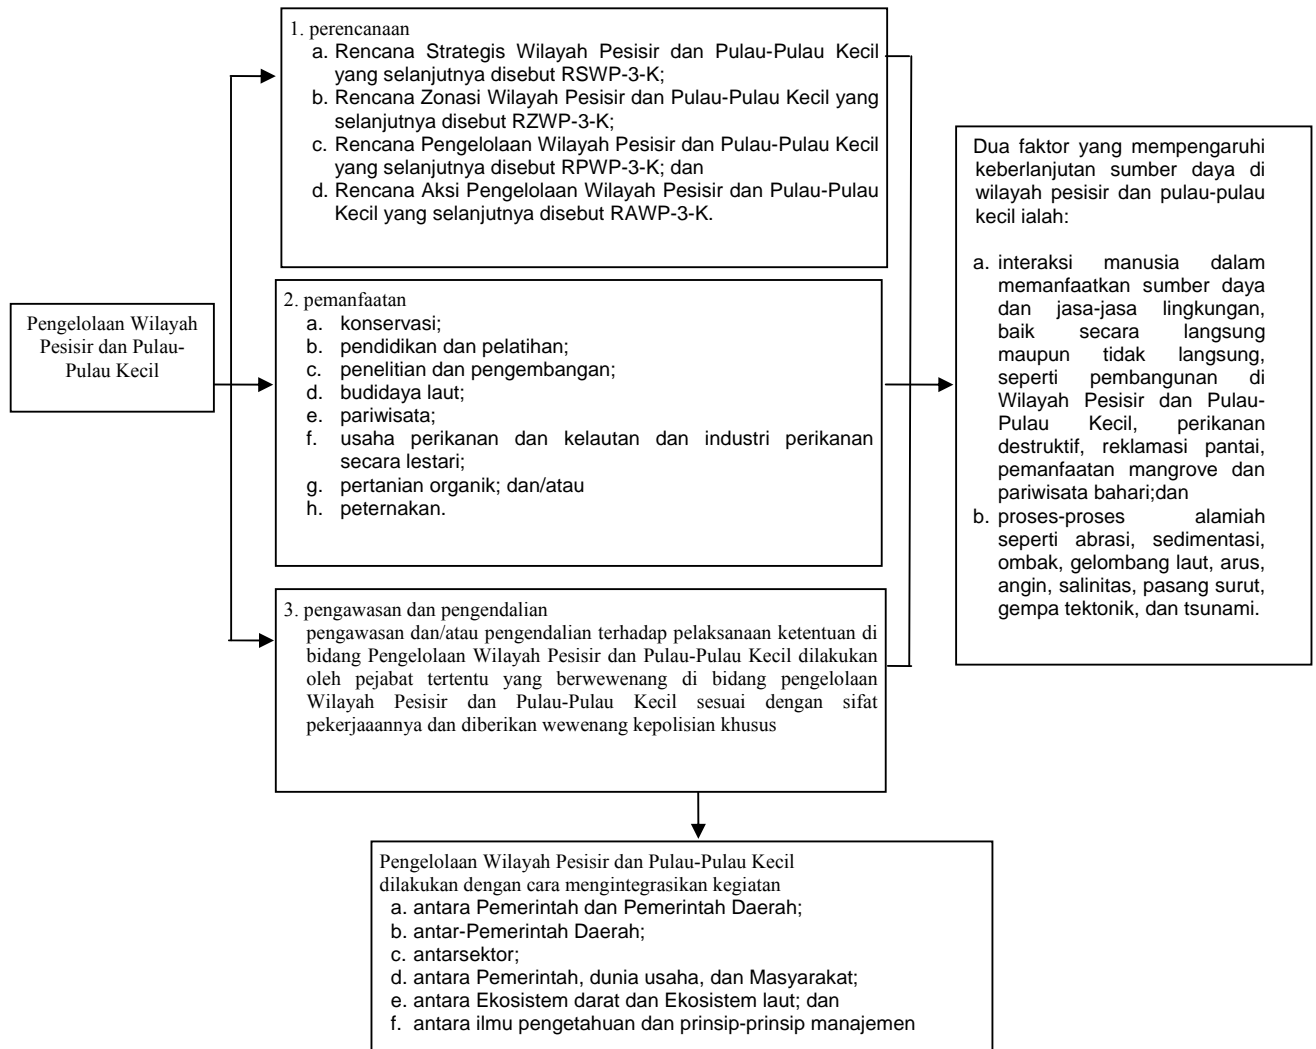 Pengelolaan Wilayah
Pesisir dan Pulau-
Pulau Kecil
1. perencanaan
a. Rencana Strategis Wilayah Pesisir dan Pulau-Pulau Kecil
yang selanjutnya disebut RSWP-3-K;
b. Rencana Zonasi Wilayah Pesisir dan Pulau-Pulau Kecil yang
selanjutnya disebut RZWP-3-K;
c. Rencana Pengelolaan Wilayah Pesisir dan Pulau-Pulau Kecil
yang selanjutnya disebut RPWP-3-K; dan
d. Rencana Aksi Pengelolaan Wilayah Pesisir dan Pulau-Pulau
Kecil yang selanjutnya disebut RAWP-3-K.
2. pemanfaatan
a. konservasi;
b. pendidikan dan pelatihan;
c. penelitian dan pengembangan;
d. budidaya laut;
e. pariwisata;
f. usaha perikanan dan kelautan dan industri perikanan
secara lestari;
g. pertanian organik; dan/atau
h. peternakan.
3. pengawasan dan pengendalian
pengawasan dan/atau pengendalian terhadap pelaksanaan ketentuan di
bidang Pengelolaan Wilayah Pesisir dan Pulau-Pulau Kecil dilakukan
oleh pejabat tertentu yang berwewenang di bidang pengelolaan
Wilayah Pesisir dan Pulau-Pulau Kecil sesuai dengan sifat
pekerjaaannya dan diberikan wewenang kepolisian khusus
Dua faktor yang mempengaruhi
keberlanjutan sumber daya di
wilayah pesisir dan pulau-pulau
kecil ialah:
a. interaksi manusia dalam
memanfaatkan sumber daya
dan jasa-jasa lingkungan,
baik secara langsung
maupun tidak langsung,
seperti pembangunan di
Wilayah Pesisir dan Pulau-
Pulau Kecil, perikanan
destruktif, reklamasi pantai,
pemanfaatan mangrove dan
pariwisata bahari;dan
b. proses-proses alamiah
seperti abrasi, sedimentasi,
ombak, gelombang laut, arus,
angin, salinitas, pasang surut,
gempa tektonik, dan tsunami.
Pengelolaan Wilayah Pesisir dan Pulau-Pulau Kecil
dilakukan dengan cara mengintegrasikan kegiatan
a. antara Pemerintah dan Pemerintah Daerah;
b. antar-Pemerintah Daerah;
c. antarsektor;
d. antara Pemerintah, dunia usaha, dan Masyarakat;
e. antara Ekosistem darat dan Ekosistem laut; dan
f. antara ilmu pengetahuan dan prinsip-prinsip manajemen